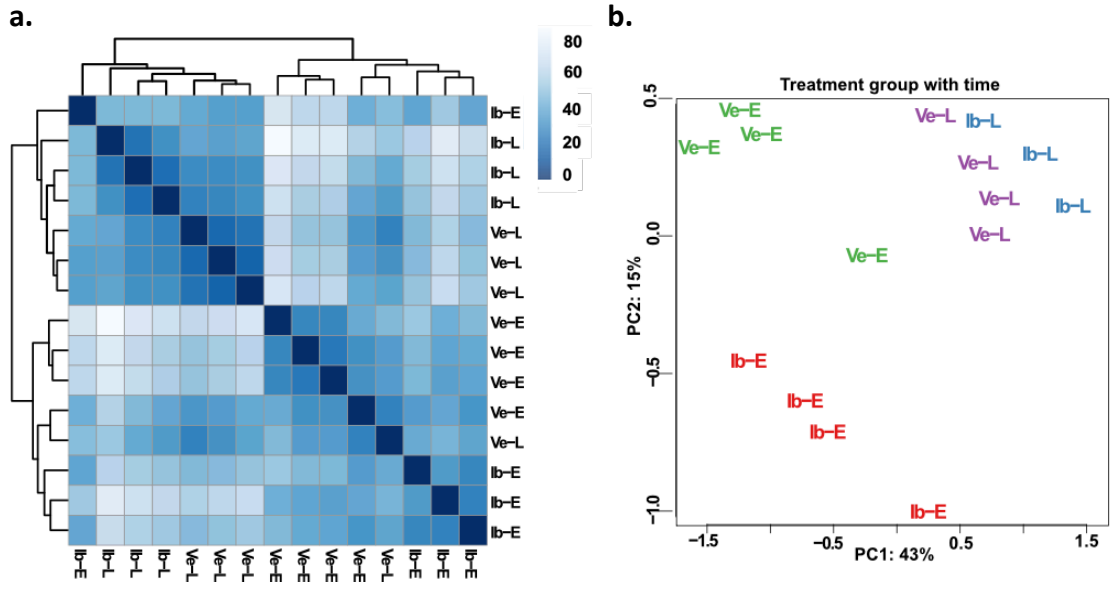 a.
80
60
40
20
0
Ib–E
Ib–L
Ib–L
Ib–L
Ve–L
Ve–L
Ve–L
Ve–E
Ve–E
Ve–E
Ve–E
Ve–L
Ib–E
Ib–E
Ib–E
Ib–E
Ib–L
Ib–L
Ib–L
Ve–L
Ve–L
Ve–L
Ve–E
Ve–E
Ve–E
Ve–E
Ve–L
Ib–E
Ib–E
Ib–E
b.
Treatment group with time
0.5
0.0
−0.5
−1.0
PC2: 15%
Ve–E
Ve–E
Ve–E
Ve–L
Ib–L
Ib–L
Ve–L
Ve–L
Ib–L
Ve–L
Ve–E
Ib–E
Ib–E
Ib–E
Ib–E
−1.5
−0.5
0.5
1.5
PC1: 43%